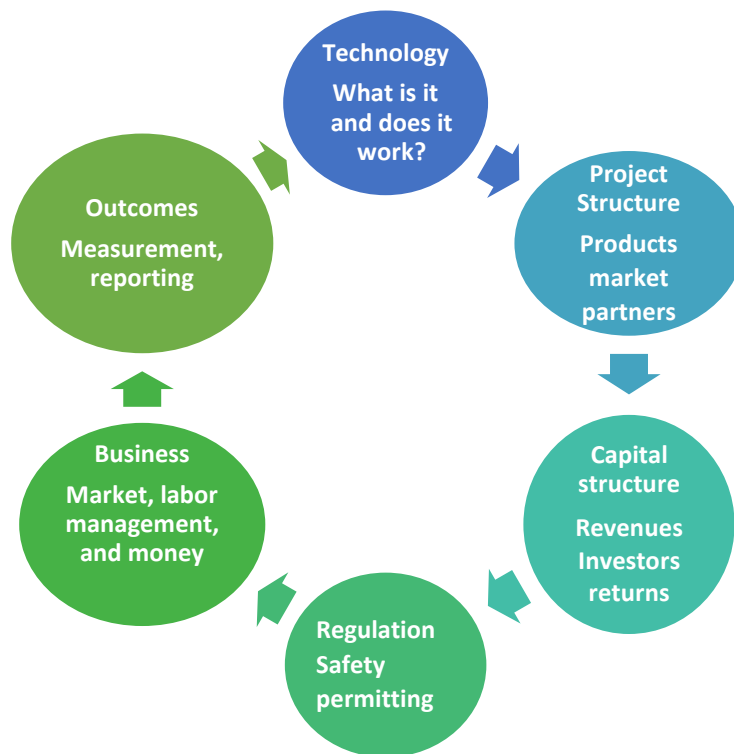 Technology
What is it
and does it
work?
Project
Structure
Products
market
partners
Capital
structure
Revenues
Investors
returns
Regulation
Safety
permitting
Business
Market, labor
management,
and money
Outcomes
Measurement,
reporting